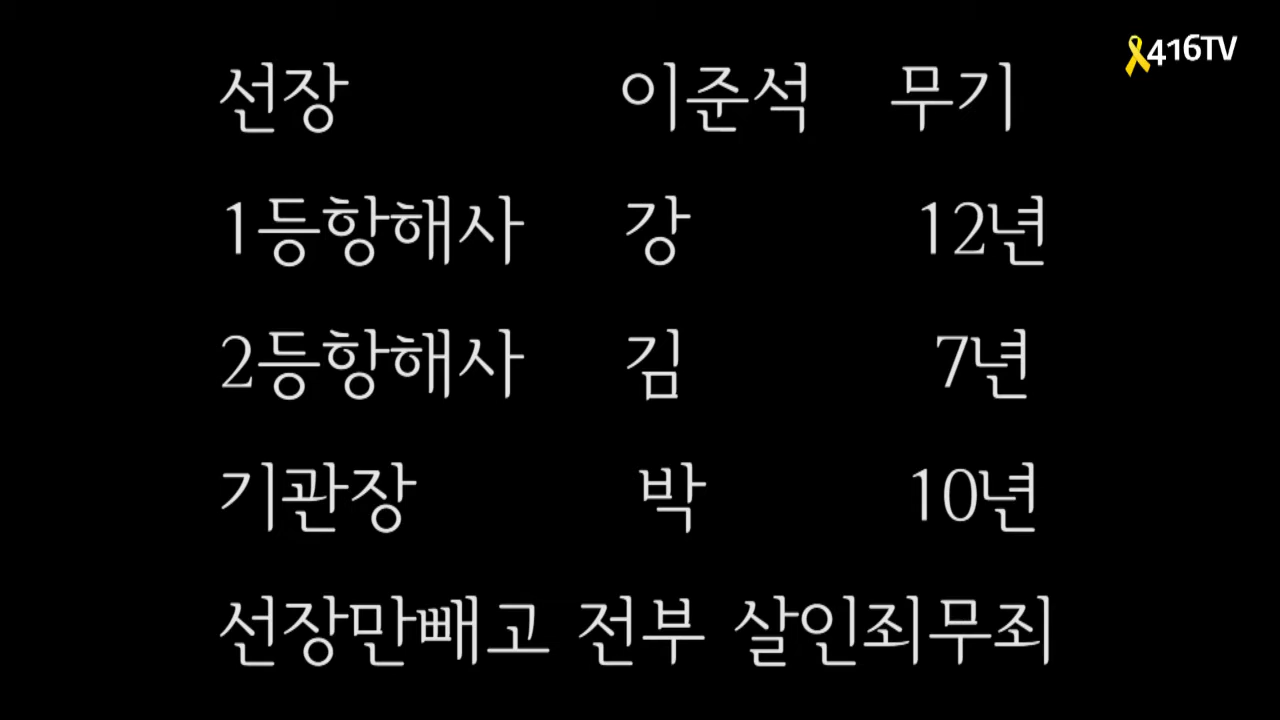 416TV
선장 이준석 무기
1등항해사 강 12년
2등항해사 김 7년
기관장 박 10년
선장만빼고 전부 살인죄무죄